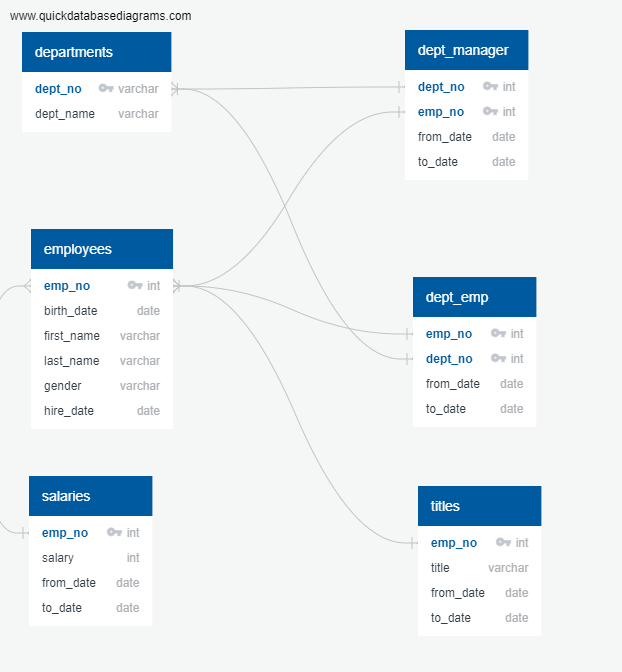 www.quickdatabasediagrams.com
departments
dept_no varchar
dept_name varchar
dept_manager
dept_no int
emp_no int
from_date date
to_date date
employees
emp_no int
birth_date date
first_name varchar
last_name varchar
gender varchar
hire_date date
dept_emp
emp_no int
dept_no int
from_date date
to_date date
salaries
emp_no int
salary int
from_date date
to_date date
titles
emp_no int
title varchar
from_date date
to_date date